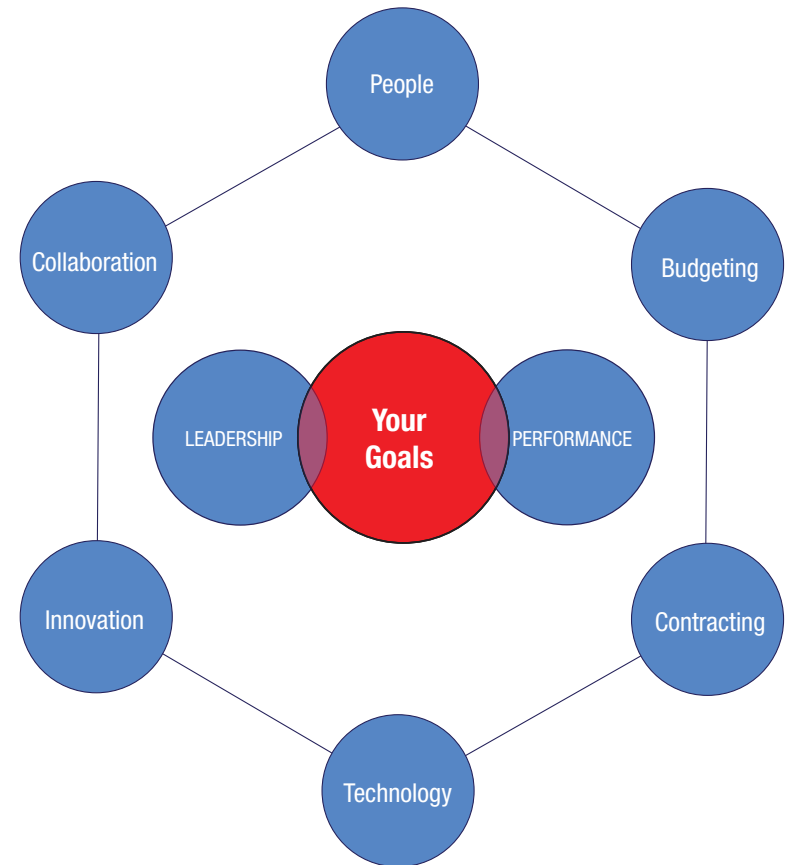 People
Collaboration
Budgeting
Your
Goals
LEADERSHIP
PERFORMANCE
Innovation
Contracting
Technology